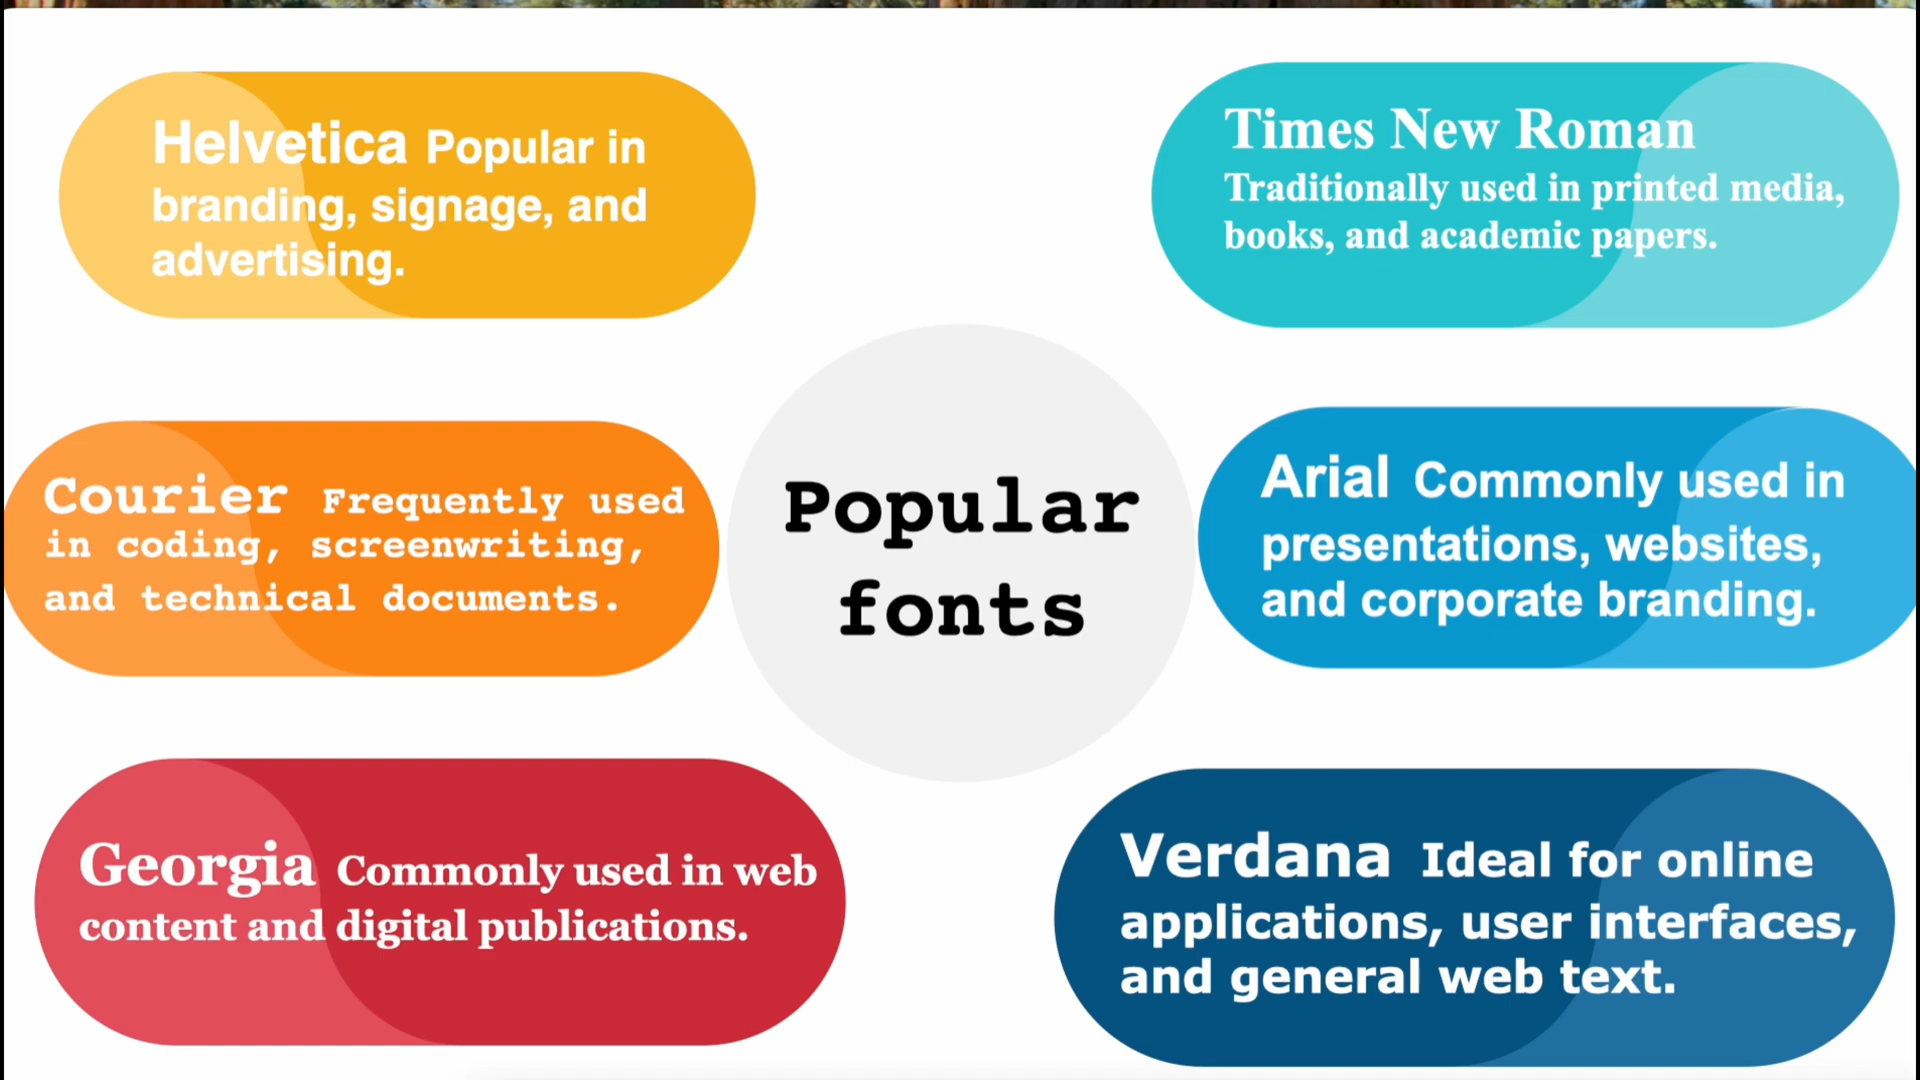 Helvetica Popular in
branding, signage, and
advertising.
Times New Roman
Traditionally used in printed media,
books, and academic papers.
Courier Frequently used
in coding, screenwriting,
and technical documents.
Popular
fonts
Arial Commonly used in
presentations, websites,
and corporate branding.
Georgia Commonly used in web
content and digital publications.
Verdana Ideal for online
applications, user interfaces,
and general web text.